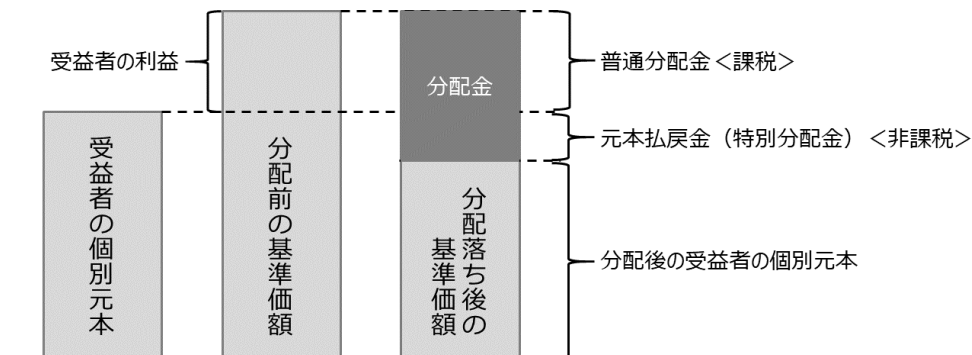 受益者の利益
受益者の個別元本
分配前の基準価額
分配金
分配落ち後の
基準価額
普通分配金＜課税＞
元本払戻金（特別分配金）＜非課税＞
分配後の受益者の個別元本